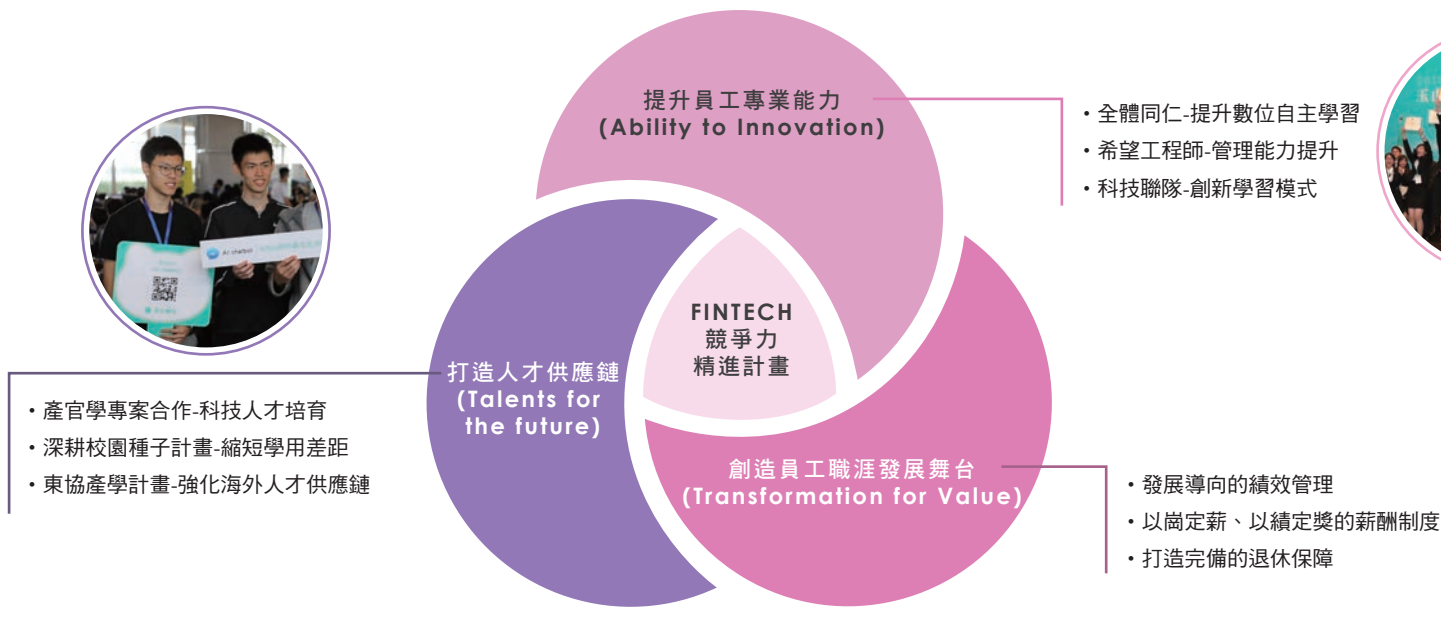 提升員工專業能力
(Ability to Innovation)
・全體同仁-提升數位自主學習
・希望工程師-管理能力提升
・科技聯隊-創新學習模式
AI chatbot
FINTECH
競爭力
精進計畫
打造人才供應鏈
(Talents for
the future)
・產官學專案合作-科技人才培育
・深耕校園種子計畫-縮短學用差距
・東協產學計畫-強化海外人才供應鏈
創造員工職涯發展舞台
(Transformation for Value)
・發展導向的績效管理
・以崗定薪、以績定獎的薪酬制度
・打造完備的退休保障